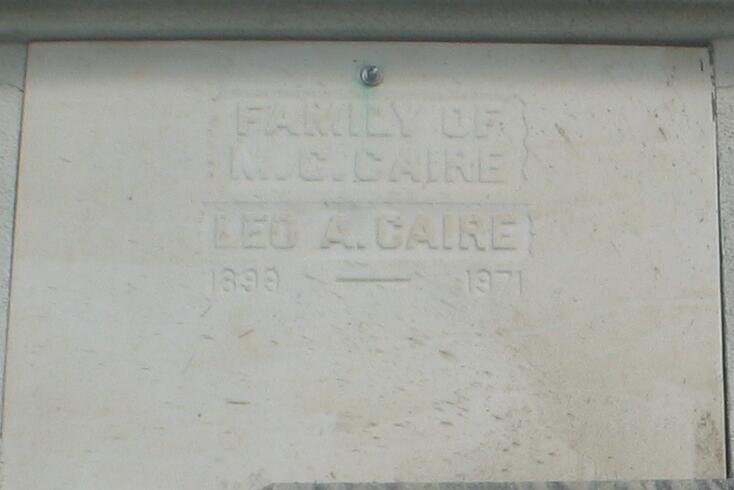 FAMILY OF
M.C. CAIRE
LEO A. CAIRE
1899 — 1971